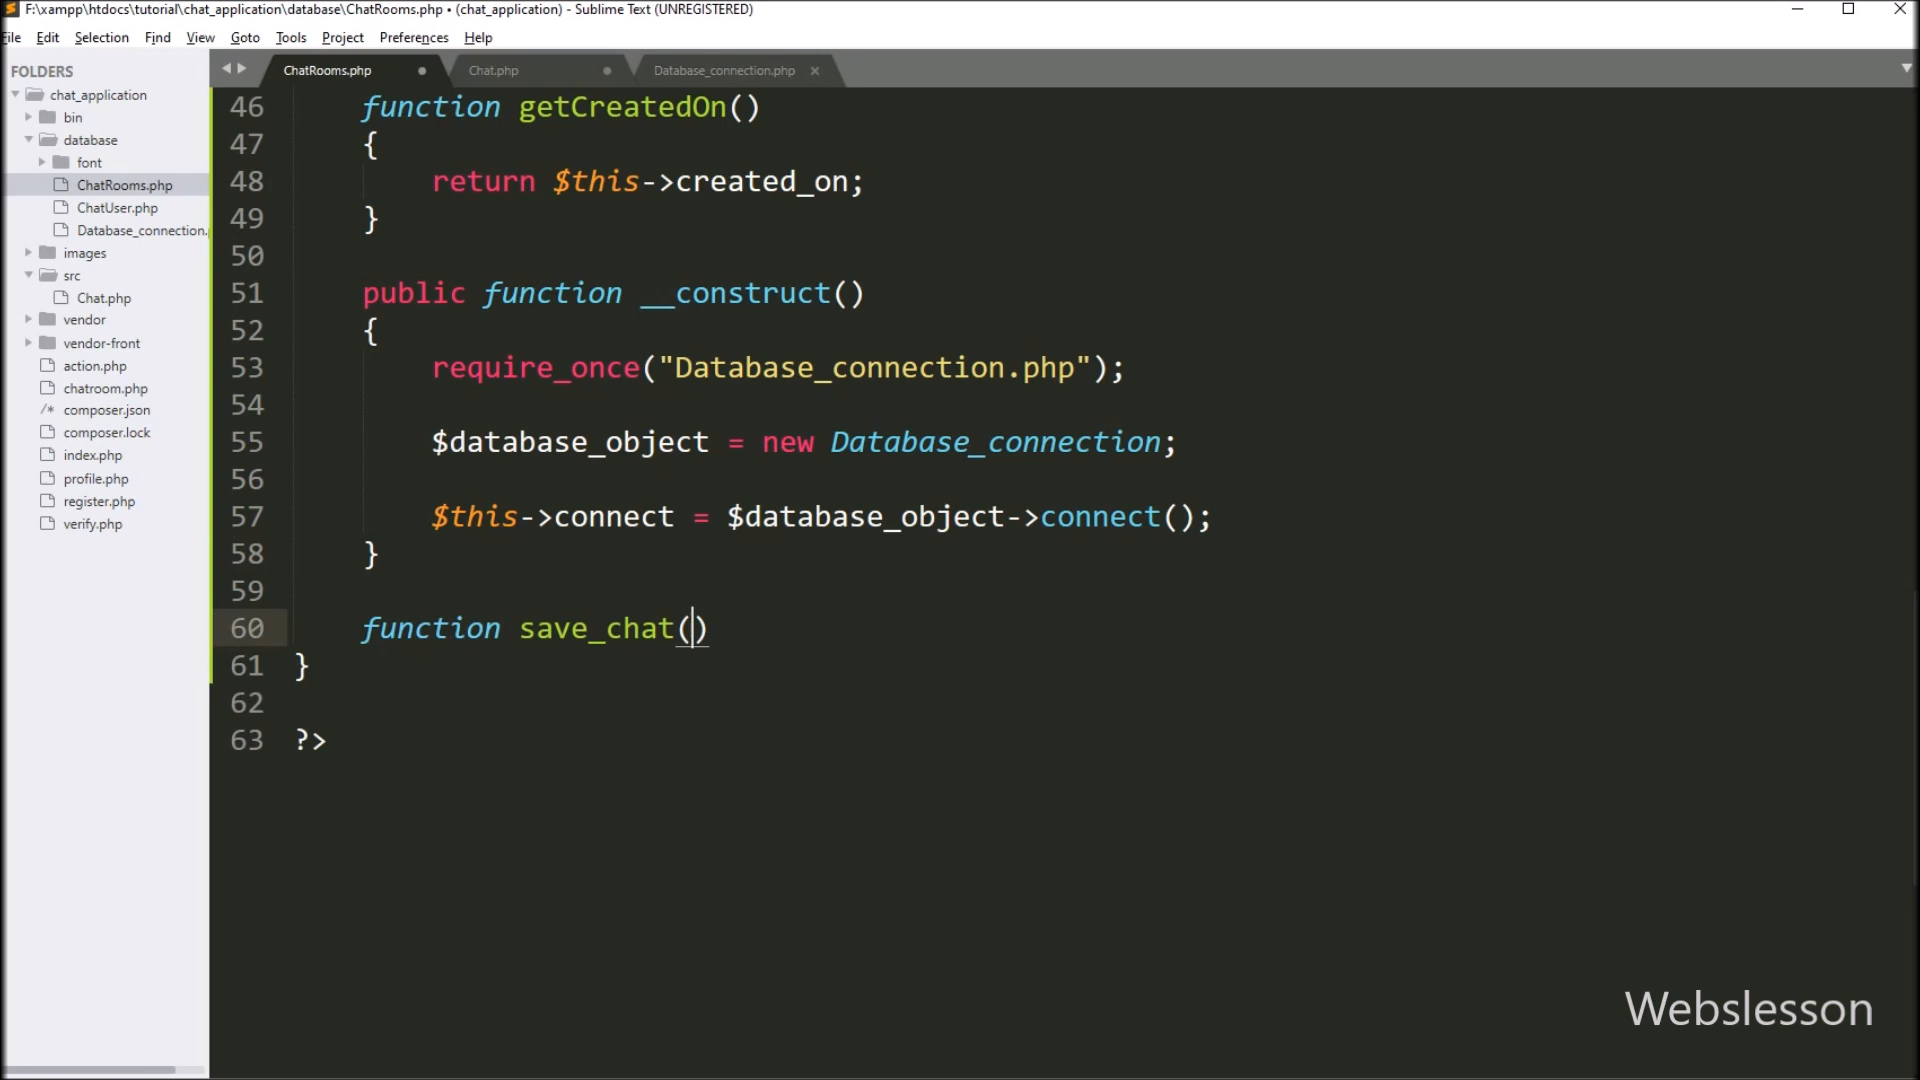 F:\xampp\htdocs\tutorial\chat_application\database\ChatRooms.php • (chat_application) - Sublime Text (UNREGISTERED)
File Edit Selection Find View Goto Tools Project Preferences Help
FOLDERS
chat_application
bin
database
font
ChatRooms.php
ChatUser.php
Database_connection.p
images
src
Chat.php
vendor
vendor-front
action.php
chatroom.php
/* composer.json
composer.lock
index.php
profile.php
register.php
verify.php
ChatRooms.php Chat.php Database_connection.php
46 function getCreatedOn()
47 {
48 return $this->created_on;
49 }
50
51 public function __construct()
52 {
53 require_once("Database_connection.php");
54
55 $database_object = new Database_connection;
56
57 $this->connect = $database_object->connect();
58 }
59
60 function save_chat()
61 }
62
63 ?>
Webslesson